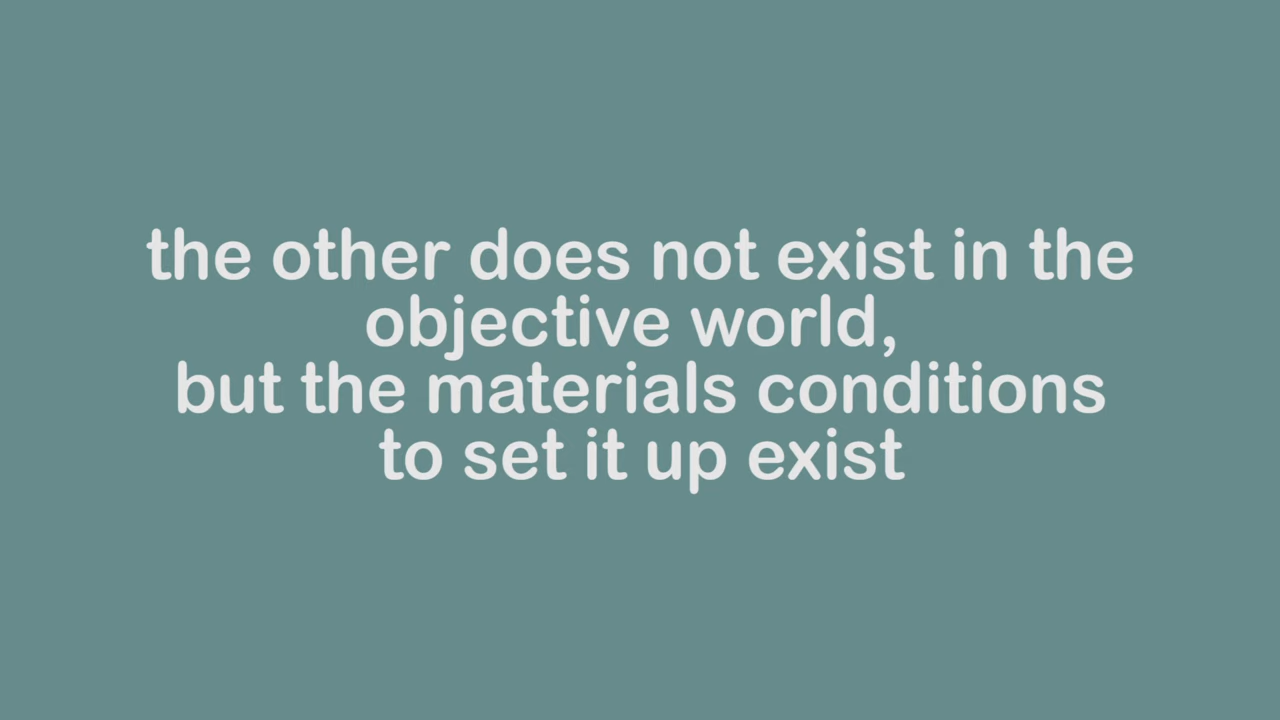 the other does not exist in the
objective world,
but the materials conditions
to set it up exist